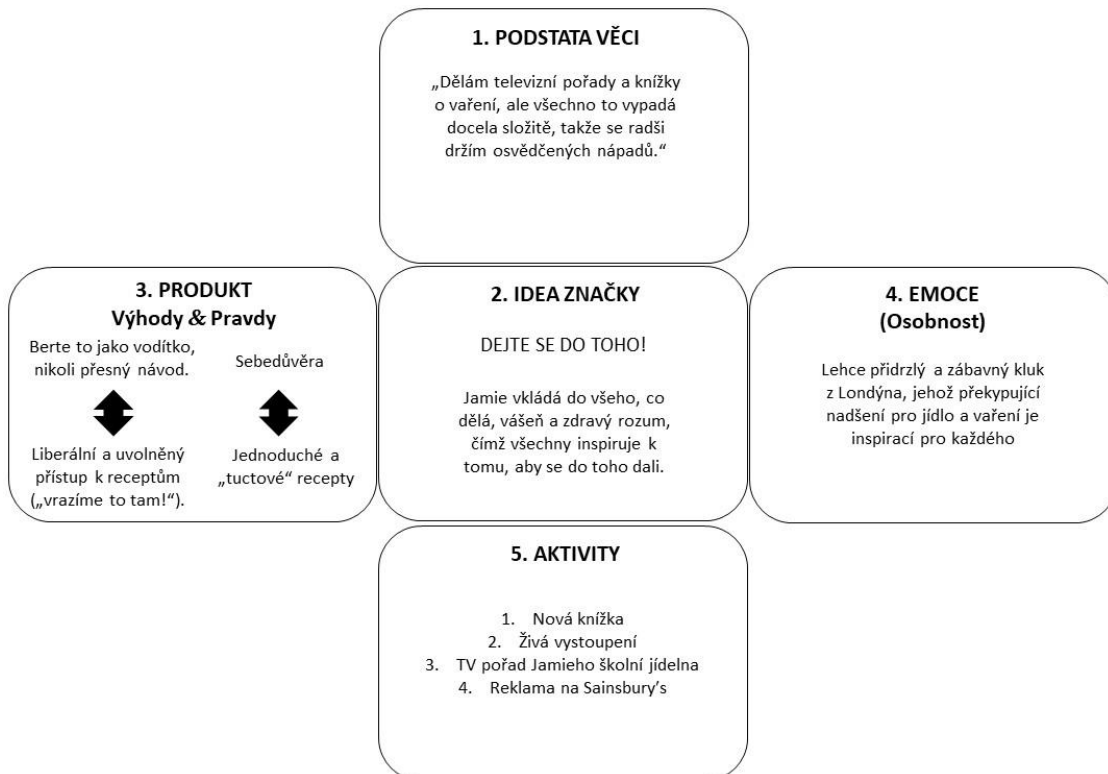 1. PODSTATA VĚCI
„Dělám televizní pořady a knížky
o vaření, ale všechno to vypadá
docela složitě, takže se radši
držím osvědčených nápadů.“
3. PRODUKT
Výhody & Pravdy
Berte to jako vodítko,
nikoli přesný návod.
Sebedůvěra
Liberální a uvolněný
přístup k receptům
(„vrazíme to tam!“).
Jednoduché a
„tuctové“ recepty
2. IDEA ZNAČKY
DEJTE SE DO TOHO!
Jamie vkládá do všeho, co
dělá, vášeň a zdravý rozum,
čímž všechny inspiruje k
tomu, aby se do toho dali.
4. EMOCE
(Osobnost)
Lehce přidrzlý a zábavný kluk
z Londýna, jehož překypující
nadšení pro jídlo a vaření je
inspirací pro každého
5. AKTIVITY
1. Nová knížka
2. Živá vystoupení
3. TV pořad Jamieho školní jídelna
4. Reklama na Sainsbury's